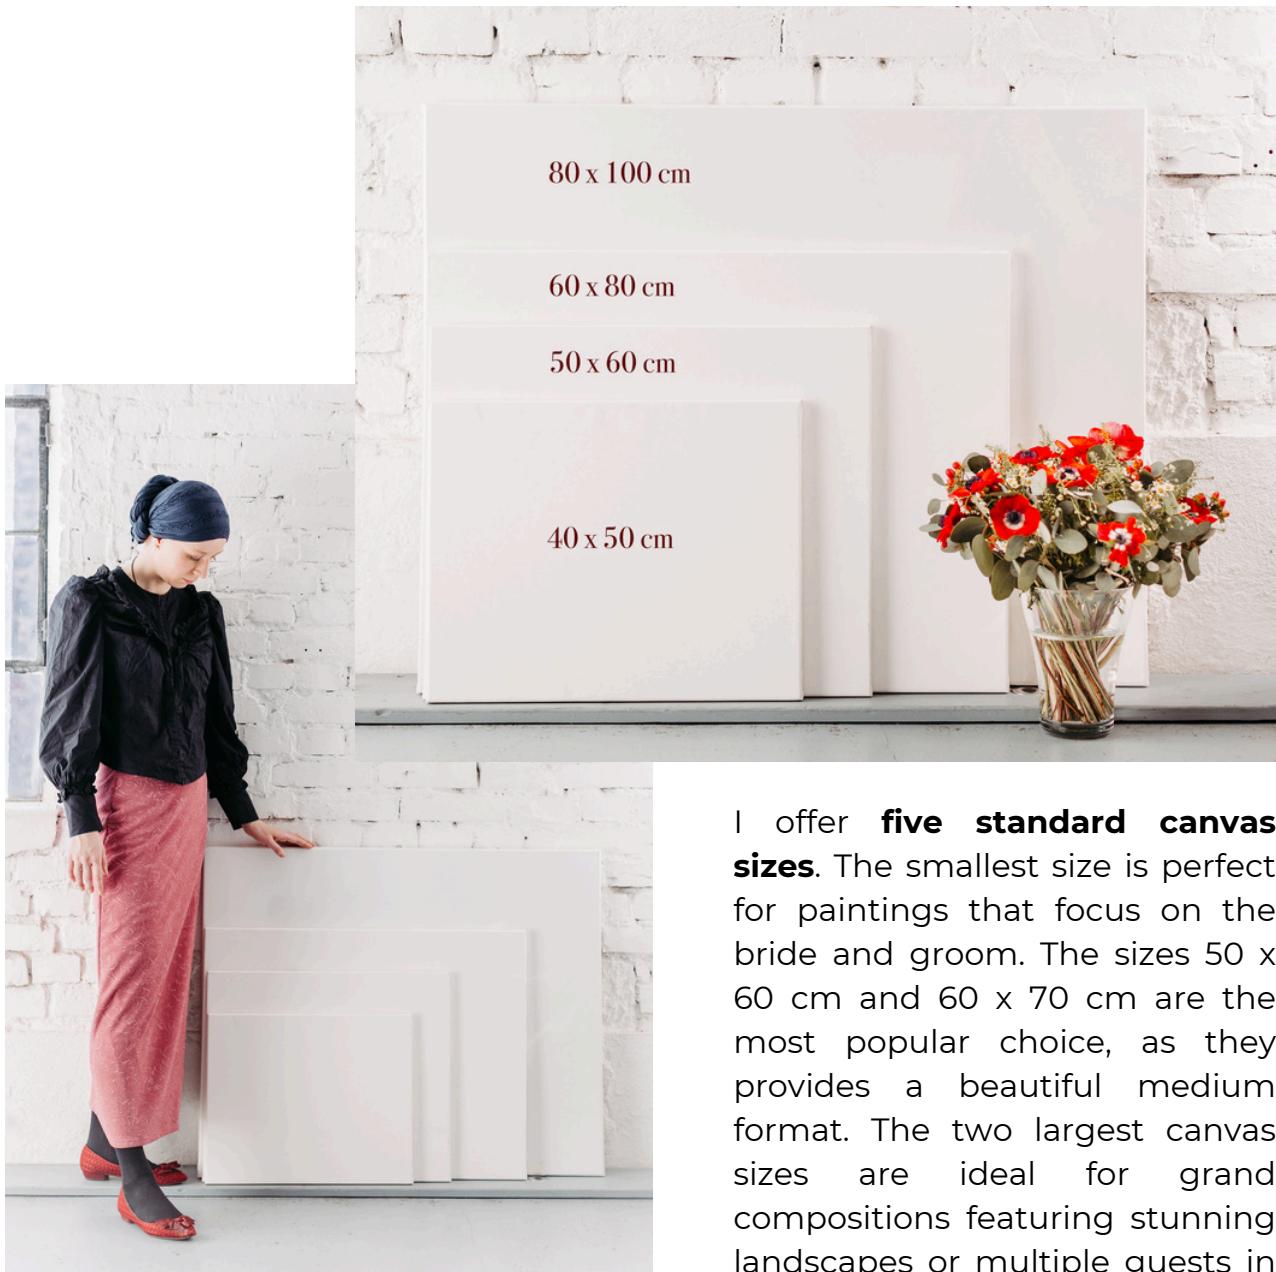 80 x 100 cm
60 x 80 cm
50 x 60 cm
40 x 50 cm
I offer five standard canvas
sizes. The smallest size is perfect
for paintings that focus on the
bride and groom. The sizes 50 x
60 cm and 60 x 70 cm are the
most popular choice, as they
provides a beautiful medium
format. The two largest canvas
sizes are ideal for grand
compositions featuring stunning
landscapes or multiple guests in